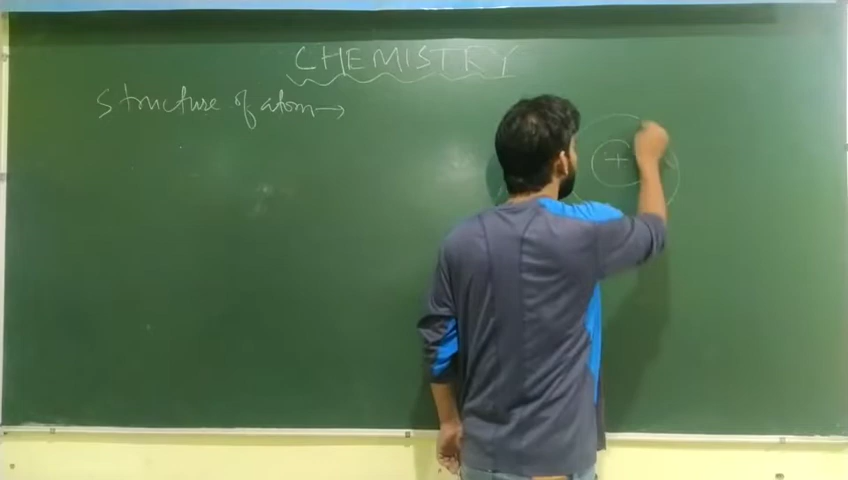 CHEMISTRY
Structure of atom →
+